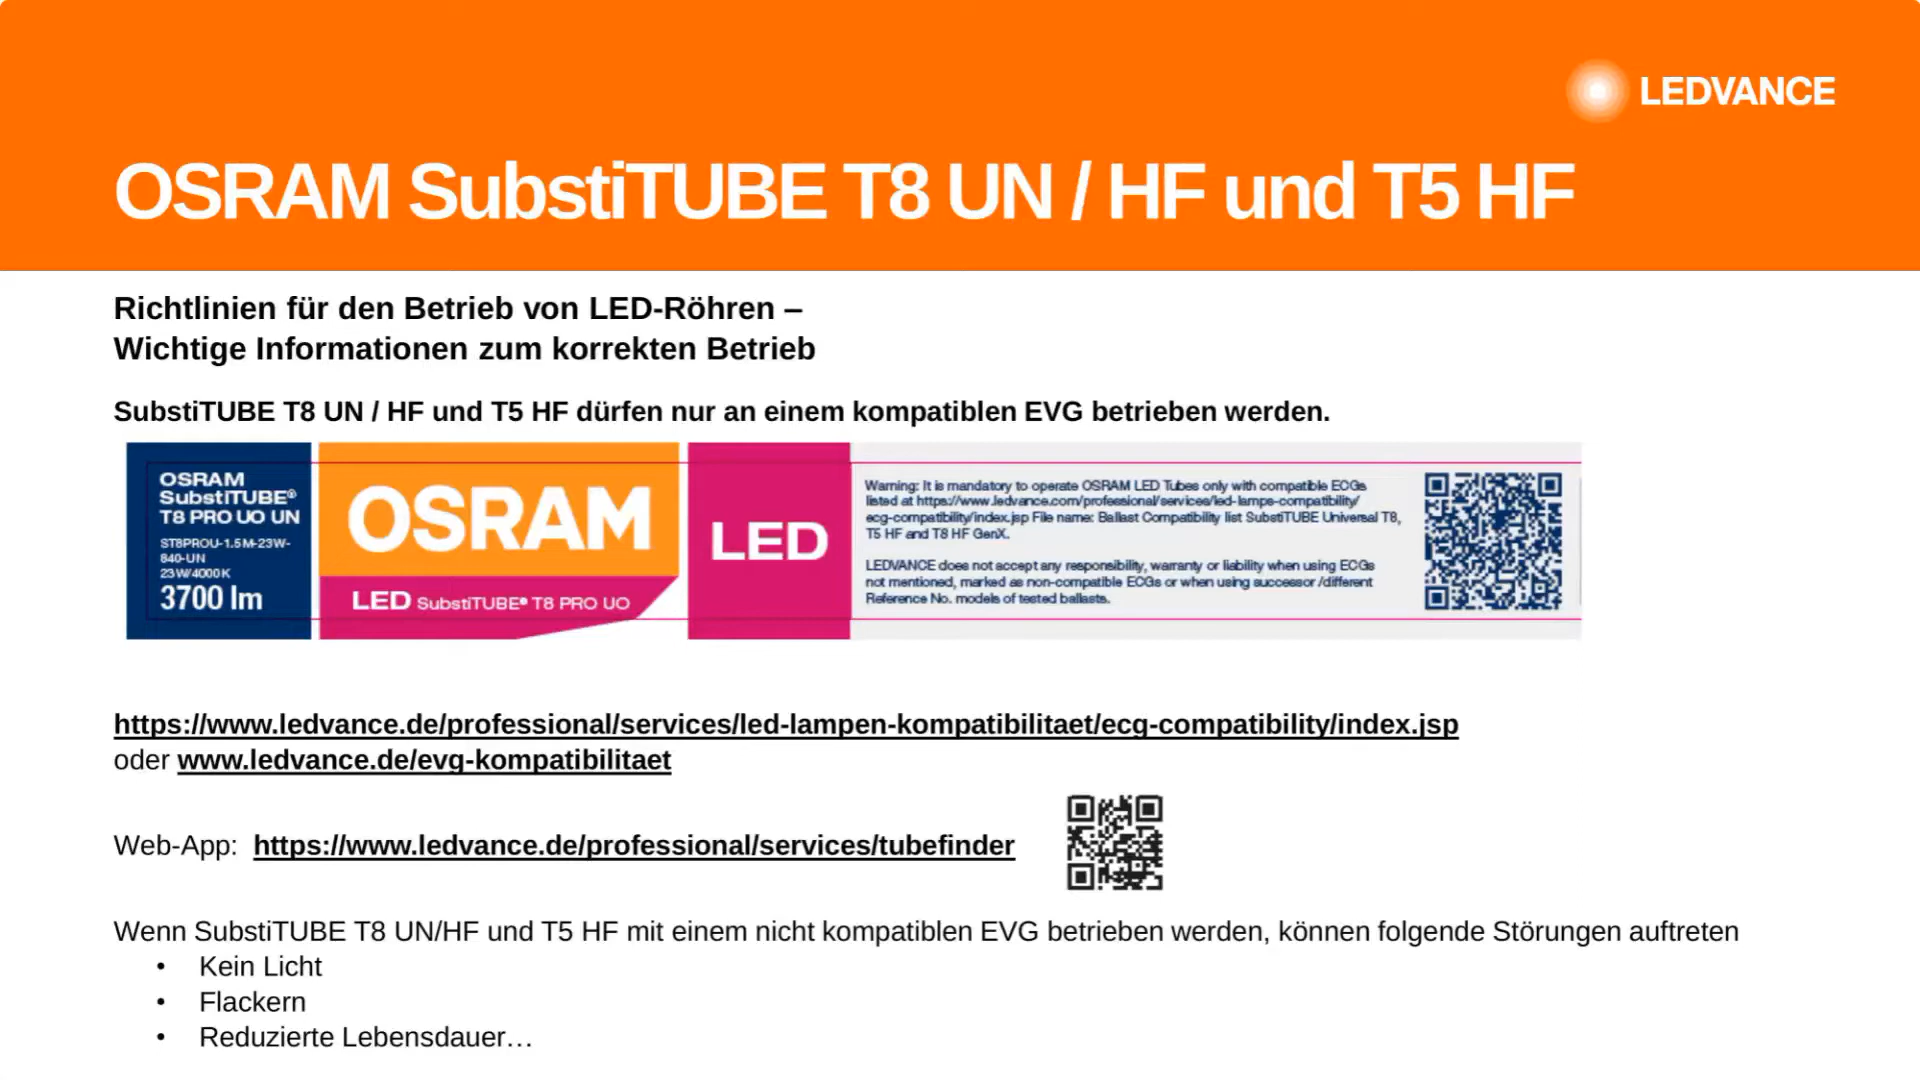 LEDVANCE
OSRAM SubstiTUBE T8 UN / HF und T5 HF
Richtlinien für den Betrieb von LED-Röhren –
Wichtige Informationen zum korrekten Betrieb
SubstiTUBE T8 UN / HF und T5 HF dürfen nur an einem kompatiblen EVG betrieben werden.
OSRAM
SubstiTUBE®
T8 PRO UO UN
ST8PROU-1.5M-23W-
840-UN
23W/4000K
3700 lm
OSRAM
LED SubstiTUBE® T8 PRO UO
LED
Warning: It is mandatory to operate OSRAM LED Tubes only with compatible ECGs
listed at https://www.ledvance.com/professional/services/led-lamps-compatibility/
ecg-compatibility/index.jsp File name: Ballast Compatibility list SubstiTUBE Universal T8,
T5 HF and T8 HF GenX.
LEDVANCE does not accept any responsibility, warranty or liability when using ECGs
not mentioned, marked as non-compatible ECGs or when using successor /different
Reference No. models of tested ballasts.
https://www.ledvance.de/professional/services/led-lampen-kompatibilitaet/ecg-compatibility/index.jsp
oder www.ledvance.de/evg-kompatibilitaet
Web-App: https://www.ledvance.de/professional/services/tubefinder
Wenn SubstiTUBE T8 UN/HF und T5 HF mit einem nicht kompatiblen EVG betrieben werden, können folgende Störungen auftreten
• Kein Licht
• Flackern
• Reduzierte Lebensdauer…